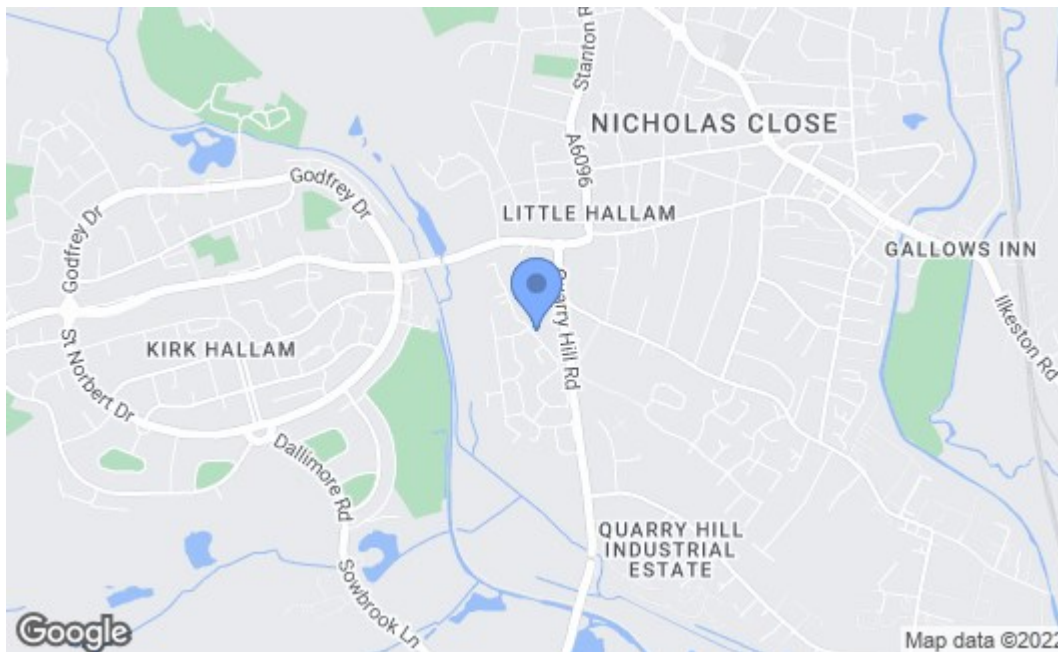 Stanton R
NICHOLAS CLOSE
A6096
Godfrey Dr
Godfrey Dr
LITTLE HALLAM
GALLOWS INN
Quarry Hill Rd
Ilkeston Rd
KIRK HALLAM
St Norbert Dr
Dallimore Rd
QUARRY HILL
INDUSTRIAL
ESTATE
Sowbrook Ln
Google
Map data ©2022